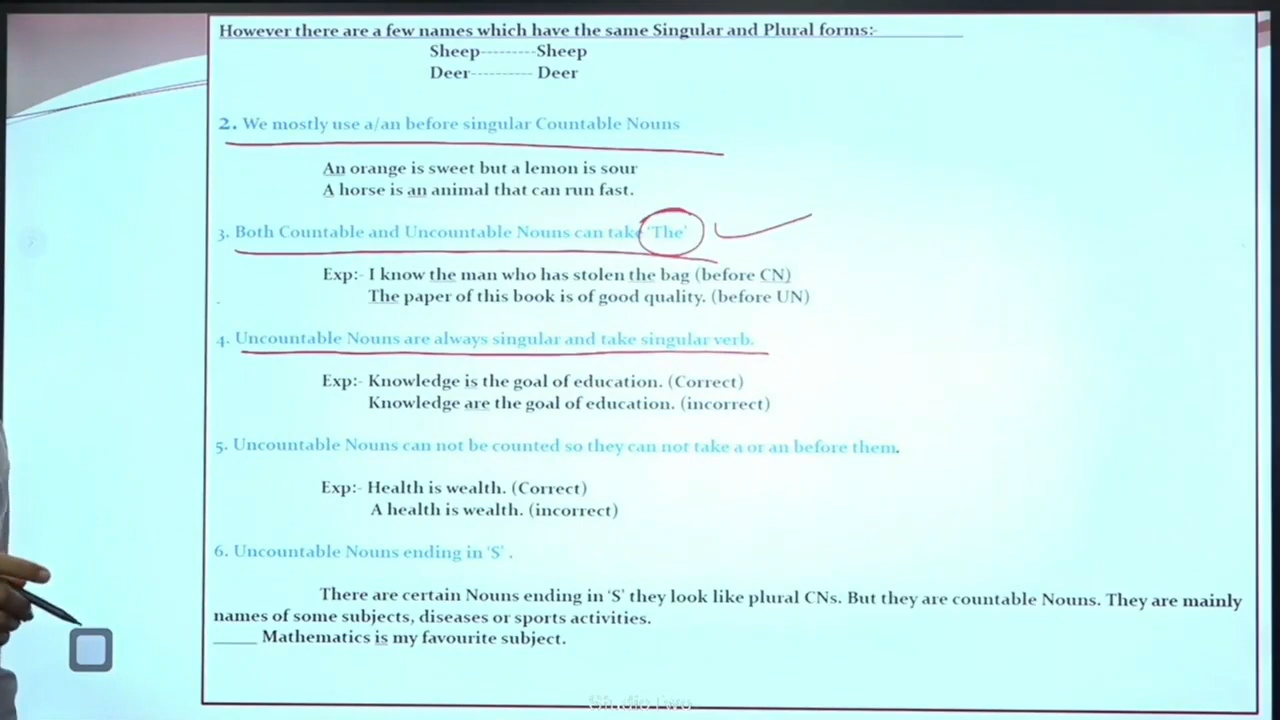 However there are a few names which have the same Singular and Plural forms:-
Sheep---------Sheep
Deer---------- Deer
2. We mostly use a/an before singular Countable Nouns
An orange is sweet but a lemon is sour
A horse is an animal that can run fast.
3. Both Countable and Uncountable Nouns can take 'The'
Exp:- I know the man who has stolen the bag (before CN)
The paper of this book is of good quality. (before UN)
4. Uncountable Nouns are always singular and take singular verb.
Exp:- Knowledge is the goal of education. (Correct)
Knowledge are the goal of education. (incorrect)
5. Uncountable Nouns can not be counted so they can not take a or an before them.
Exp:- Health is wealth. (Correct)
A health is wealth. (incorrect)
6. Uncountable Nouns ending in 'S' .
There are certain Nouns ending in 'S' they look like plural CNs. But they are countable Nouns. They are mainly
names of some subjects, diseases or sports activities.
____ Mathematics is my favourite subject.